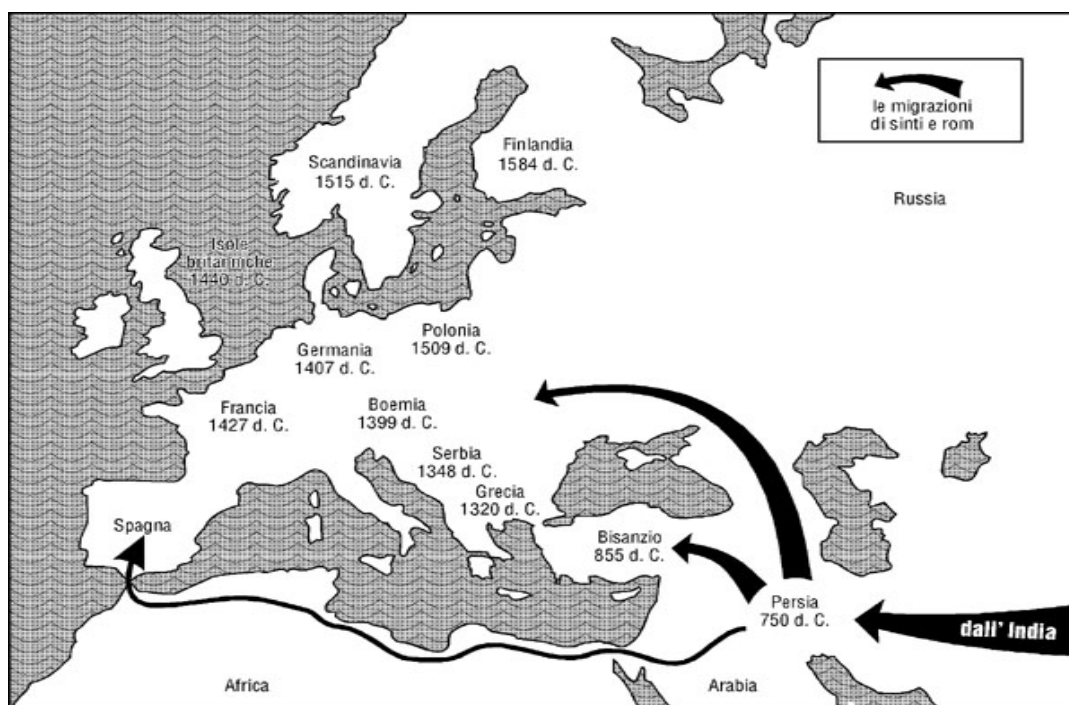 le migrazioni
di sinti e rom
Finlandia
1584 d. C.
Scandinavia
1515 d. C.
Russia
Isole
britanniche
1440 d. C.
Polonia
1509 d. C.
Germania
1407 d. C.
Francia
1427 d. C.
Boemia
1399 d. C.
Serbia
1348 d. C.
Grecia
1320 d. C.
Spagna
Bisanzio
855 d. C.
Persia
750 d. C.
dall' India
Africa
Arabia